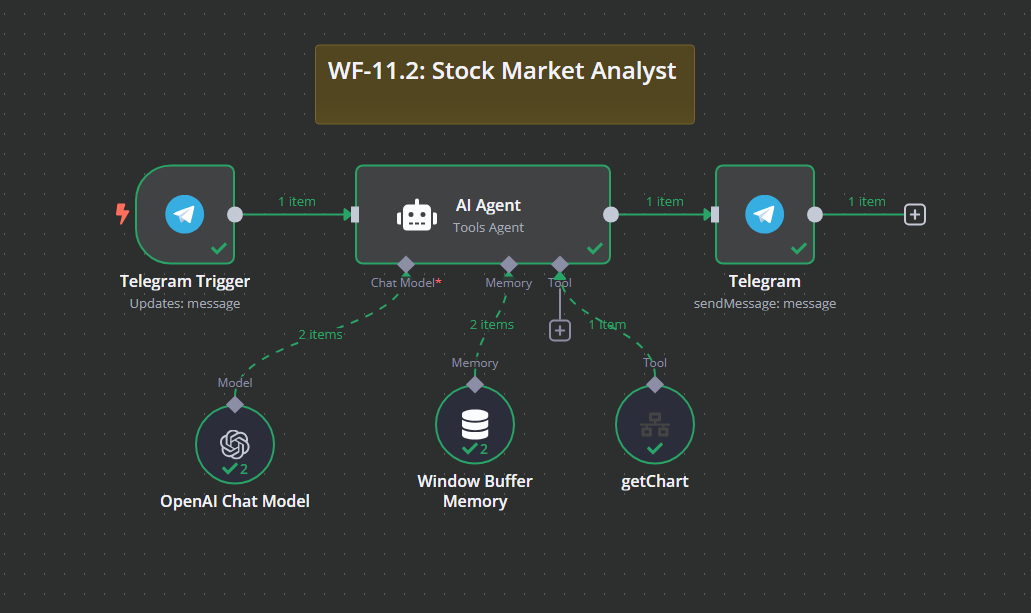 WF-11.2: Stock Market Analyst
1 item
1 item
1 item
AI Agent
Tools Agent
Telegram Trigger
Updates: message
Chat Model*
Memory
Tool
Telegram
sendMessage: message
2 items
2 items
1 item
Model
Memory
Tool
2
2
OpenAI Chat Model
Window Buffer
Memory
getChart